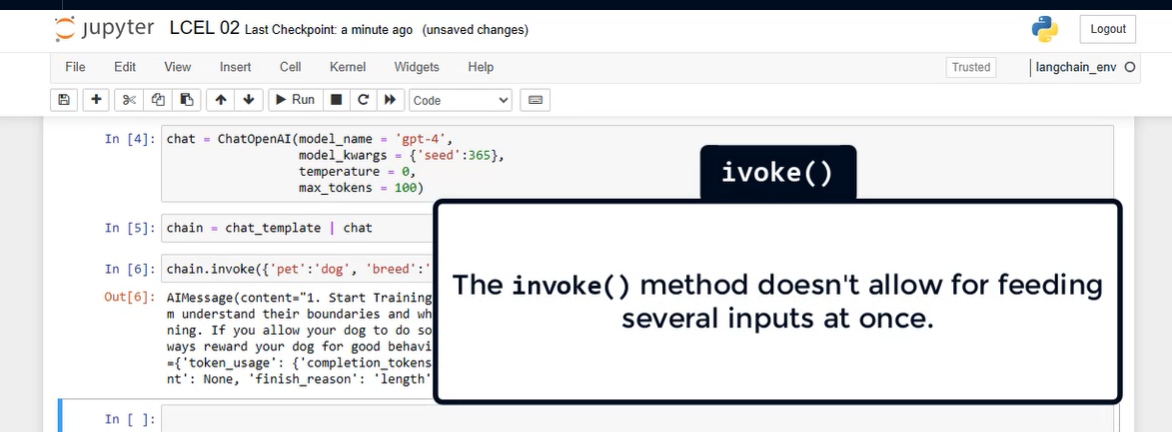 jupyter LCEL 02 Last Checkpoint: a minute ago (unsaved changes)
Logout
File Edit View Insert Cell Kernel Widgets Help
Trusted
langchain_env
Run
Code
In [4]: chat = ChatOpenAI(model_name = 'gpt-4',
model_kwargs = {'seed':365},
temperature = 0,
max_tokens = 100)
ivoke()
In [5]: chain = chat_template | chat
The invoke() method doesn't allow for feeding
several inputs at once.
In [6]: chain.invoke({'pet':'dog', 'breed':'
Out[6]: AIMessage(content="1. Start Training
m understand their boundaries and wh
ning. If you allow your dog to do so
ways reward your dog for good behavi
={'token_usage': {'completion_tokens
nt': None, 'finish_reason': 'length'
In [ ]: